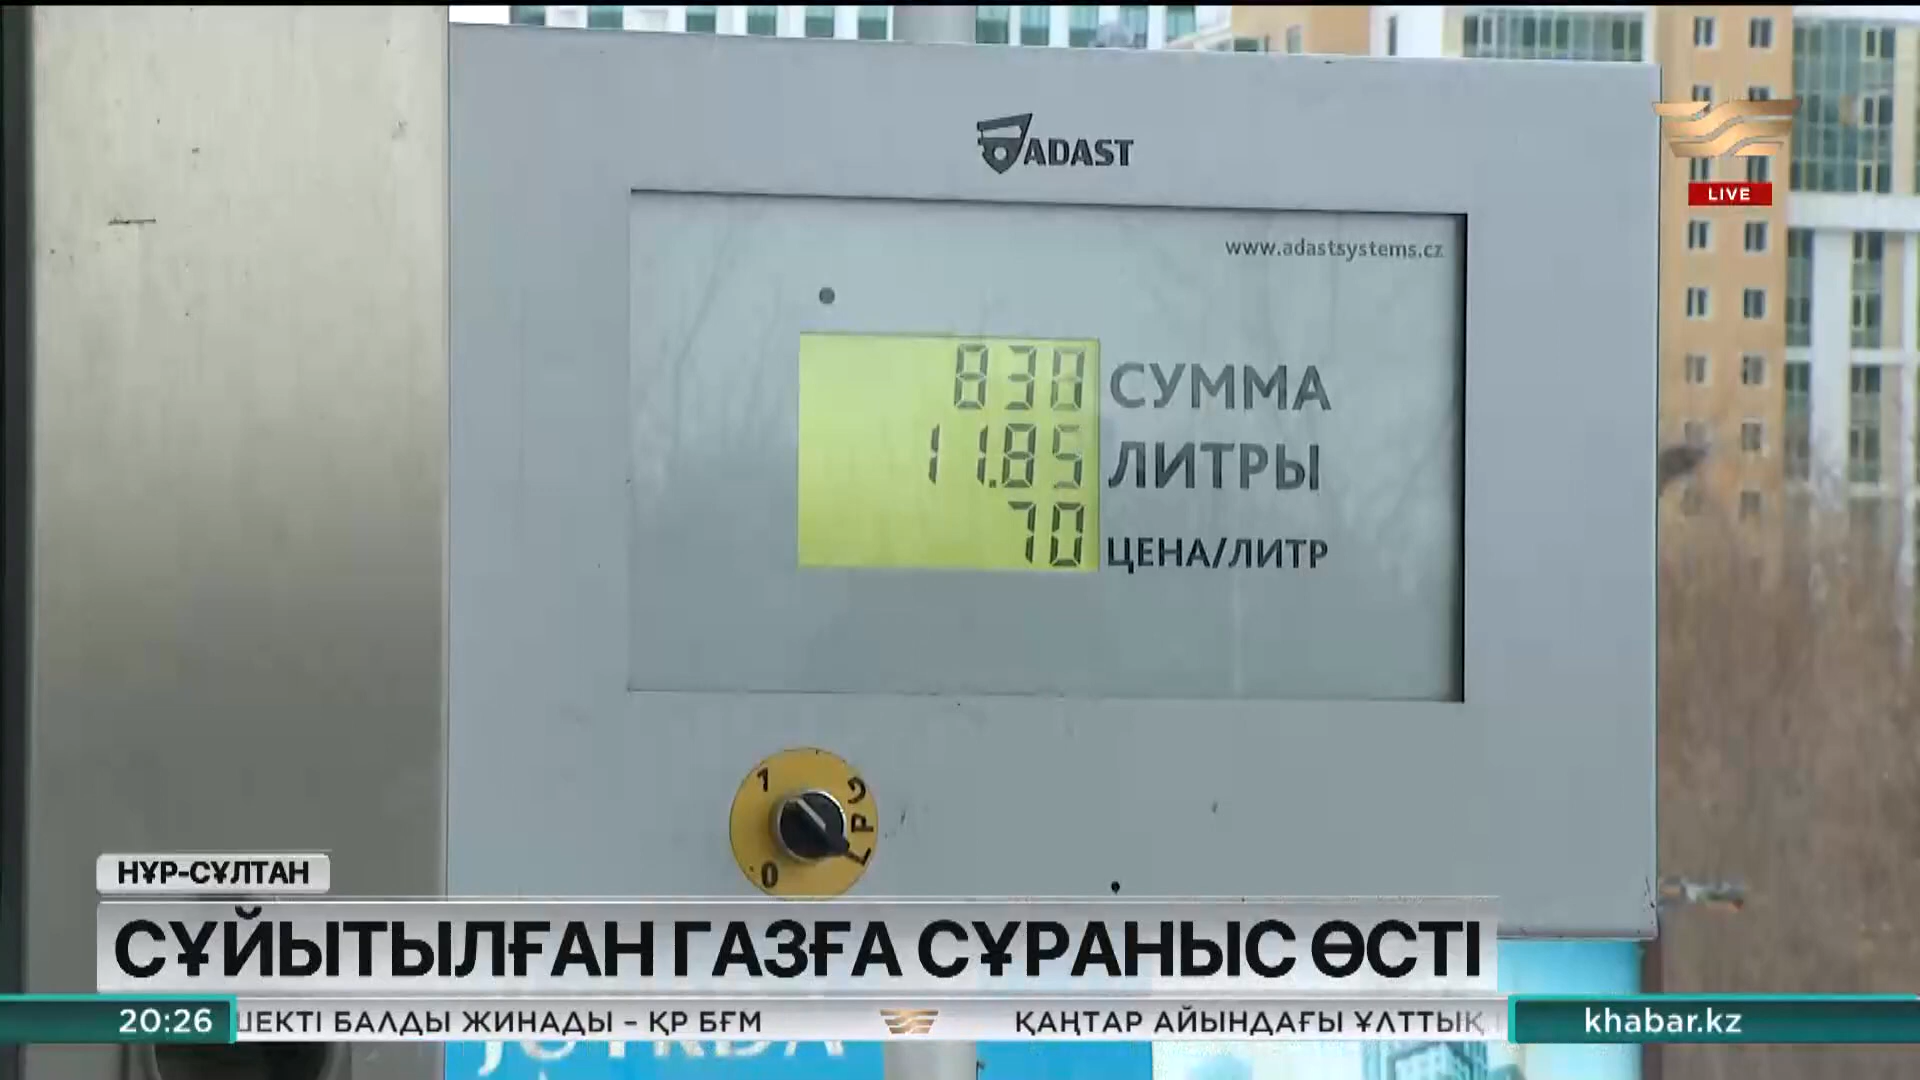 ADAST
LIVE
www.adastsystems.cz
830 СУММА
11.85 ЛИТРЫ
70 ЦЕНА/ЛИТР
1
2
LPG
0
НҰР-СҰЛТАН
СҰЙЫТЫЛҒАН ГАЗҒА СҰРАНЫС ӨСТІ
20:26
ШЕКТІ БАЛДЫ ЖИНАДЫ – ҚР БҒМ
ҚАҢТАР АЙЫНДАҒЫ ҰЛТТЫҚ
khabar.kz